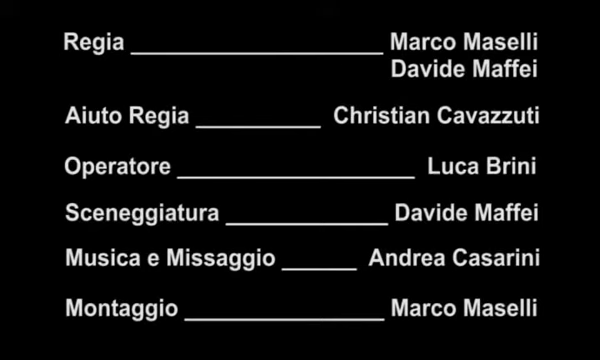 Regia ____________________ Marco Maselli
Davide Maffei
Aiuto Regia __________ Christian Cavazzuti
Operatore ___________________ Luca Brini
Sceneggiatura _____________ Davide Maffei
Musica e Missaggio ______ Andrea Casarini
Montaggio ________________ Marco Maselli